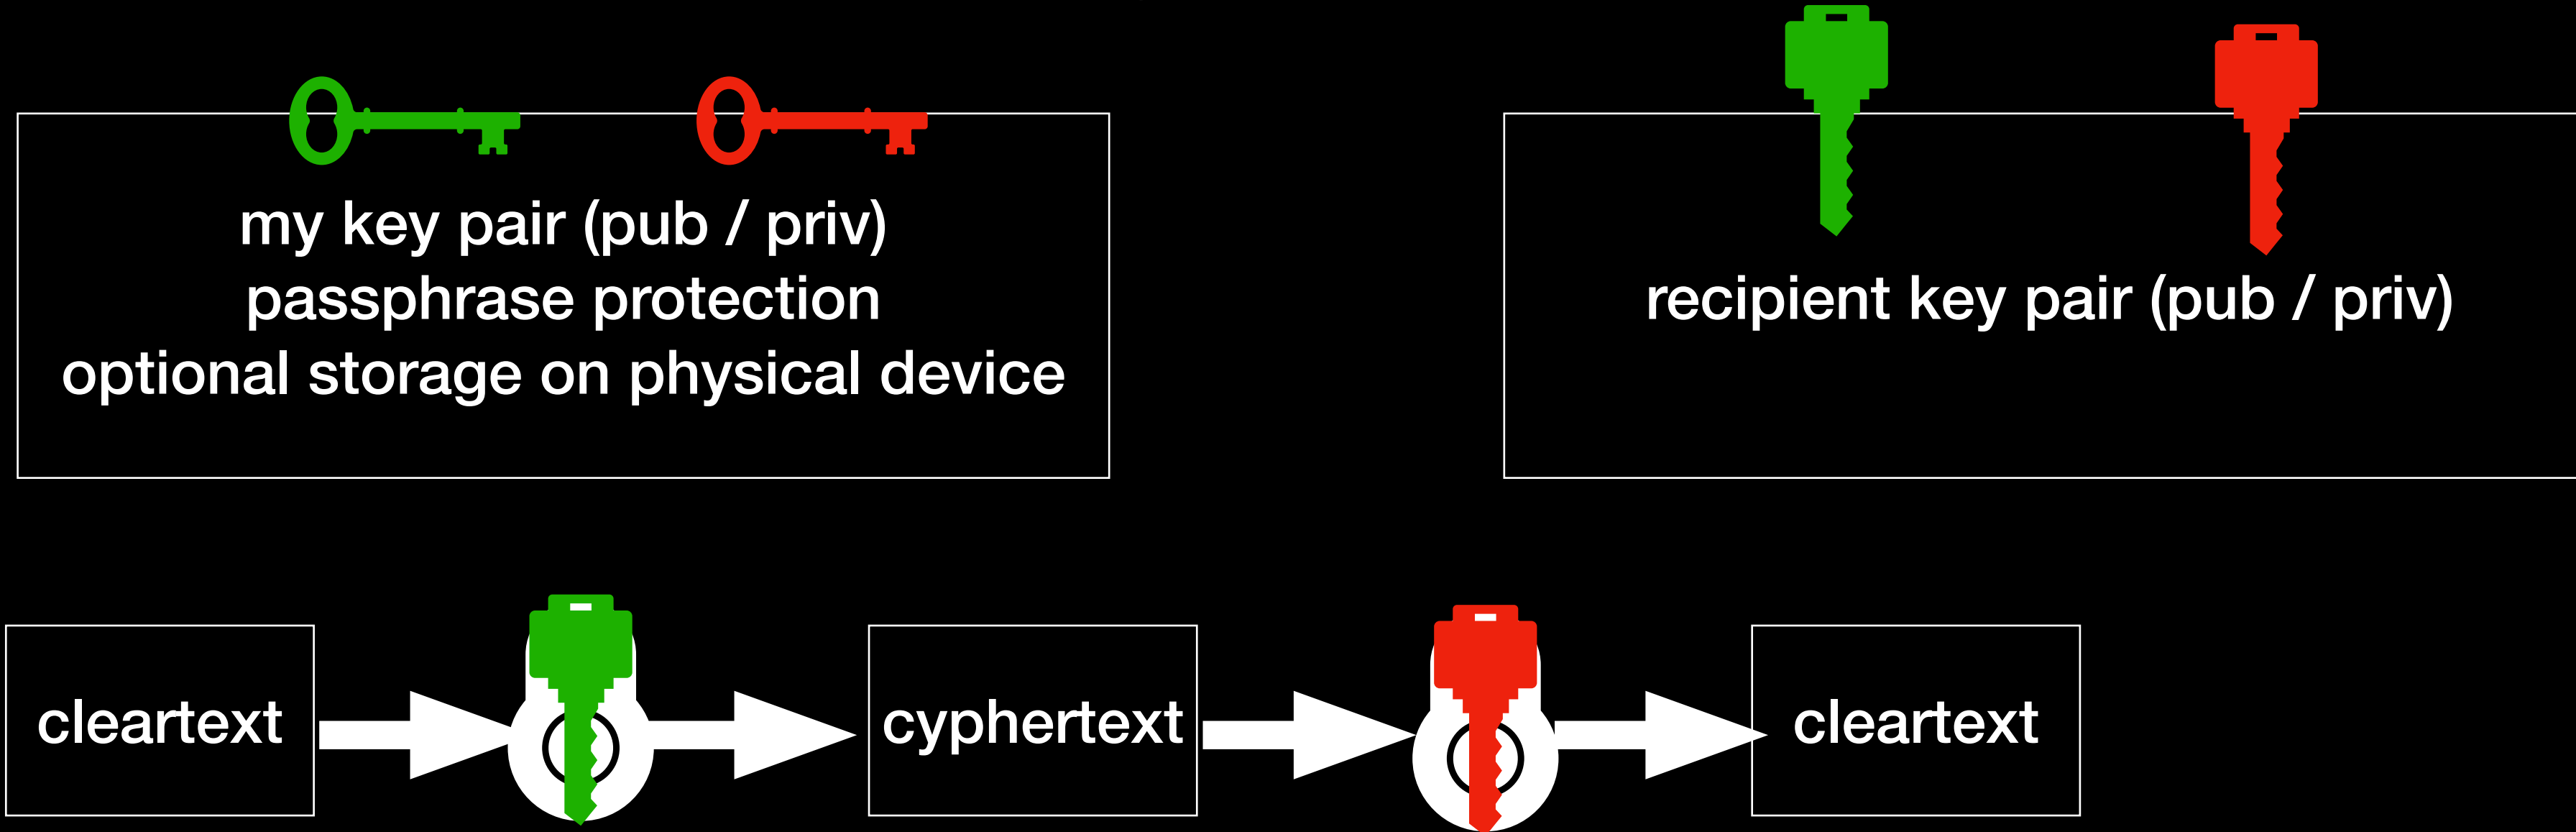 my key pair (pub / priv)
passphrase protection
optional storage on physical device
recipient key pair (pub / priv)
cleartext
cyphertext
cleartext